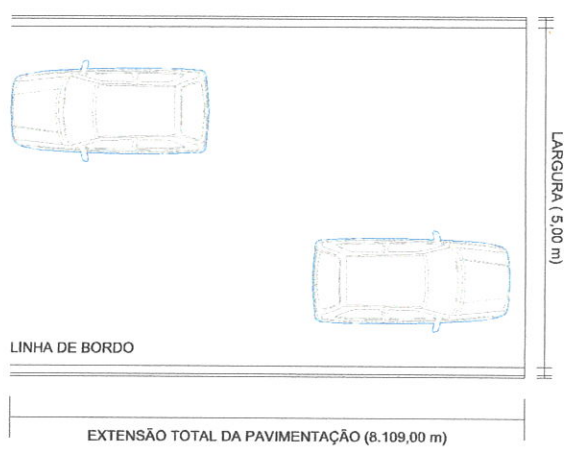 LARGURA ( 5,00 m)
LINHA DE BORDO
EXTENSÃO TOTAL DA PAVIMENTAÇÃO (8.109,00 m)